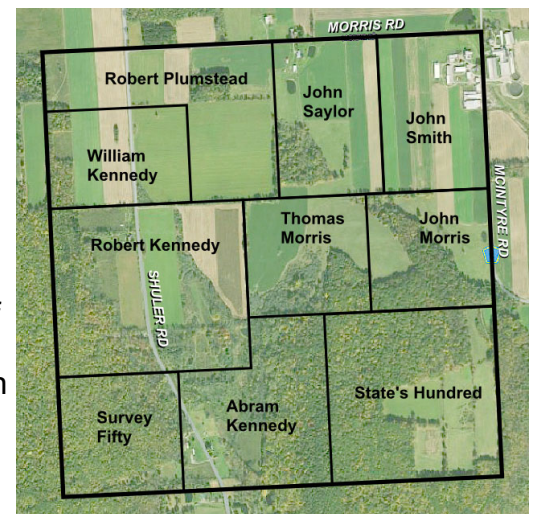 MORRIS RD
Robert Plumstead
John
Saylor
John
Smith
William
Kennedy
MCINTYRE RD
Robert Kennedy
Thomas
Morris
John
Morris
SHULER RD
Survey
Fifty
Abram
Kennedy
State's Hundred